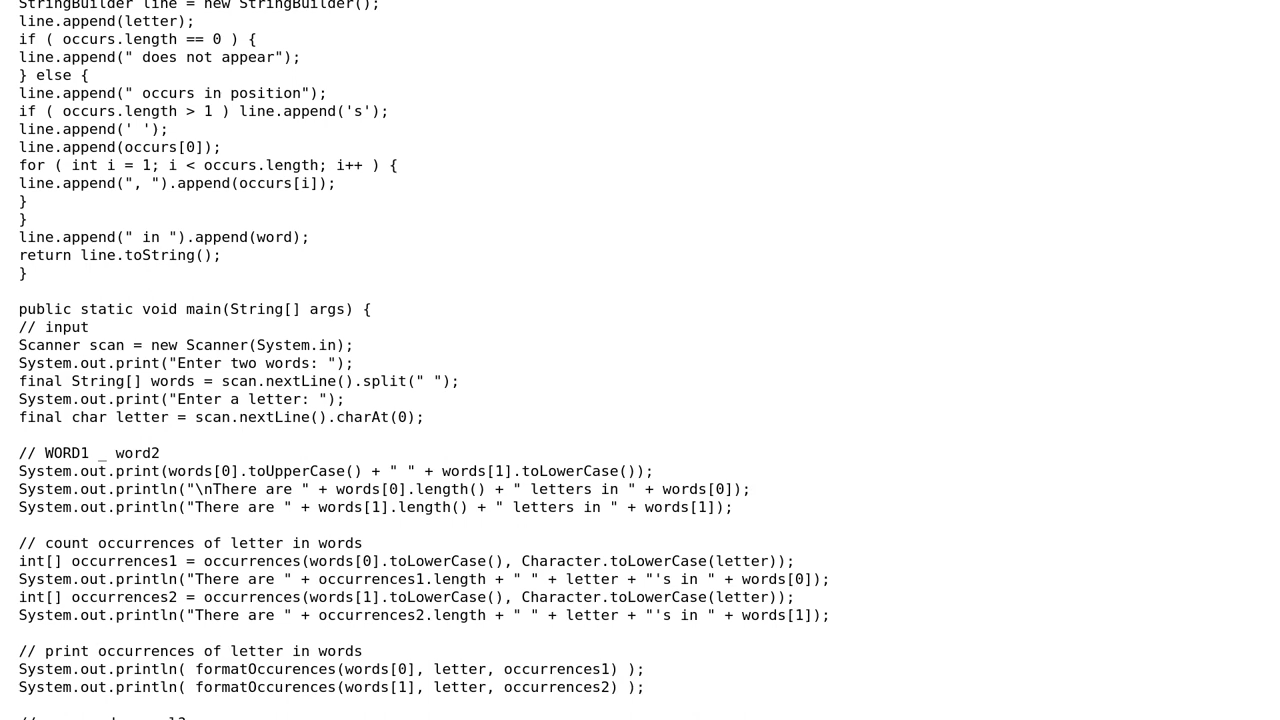 StringBuilder line = new StringBuilder();
line.append(letter);
if ( occurs.length == 0 ) {
line.append(" does not appear");
} else {
line.append(" occurs in position");
if ( occurs.length > 1 ) line.append('s');
line.append(' ');
line.append(occurs[0]);
for ( int i = 1; i < occurs.length; i++ ) {
line.append(", ").append(occurs[i]);
}
}
line.append(" in ").append(word);
return line.toString();
}

public static void main(String[] args) {
// input
Scanner scan = new Scanner(System.in);
System.out.print("Enter two words: ");
final String[] words = scan.nextLine().split(" ");
System.out.print("Enter a letter: ");
final char letter = scan.nextLine().charAt(0);

// WORD1 _ word2
System.out.print(words[0].toUpperCase() + " " + words[1].toLowerCase());
System.out.println("\nThere are " + words[0].length() + " letters in " + words[0]);
System.out.println("There are " + words[1].length() + " letters in " + words[1]);

// count occurrences of letter in words
int[] occurrences1 = occurrences(words[0].toLowerCase(), Character.toLowerCase(letter));
System.out.println("There are " + occurrences1.length + " " + letter + "'s in " + words[0]);
int[] occurrences2 = occurrences(words[1].toLowerCase(), Character.toLowerCase(letter));
System.out.println("There are " + occurrences2.length + " " + letter + "'s in " + words[1]);

// print occurrences of letter in words
System.out.println( formatOccurences(words[0], letter, occurrences1) );
System.out.println( formatOccurences(words[1], letter, occurrences2) );

//